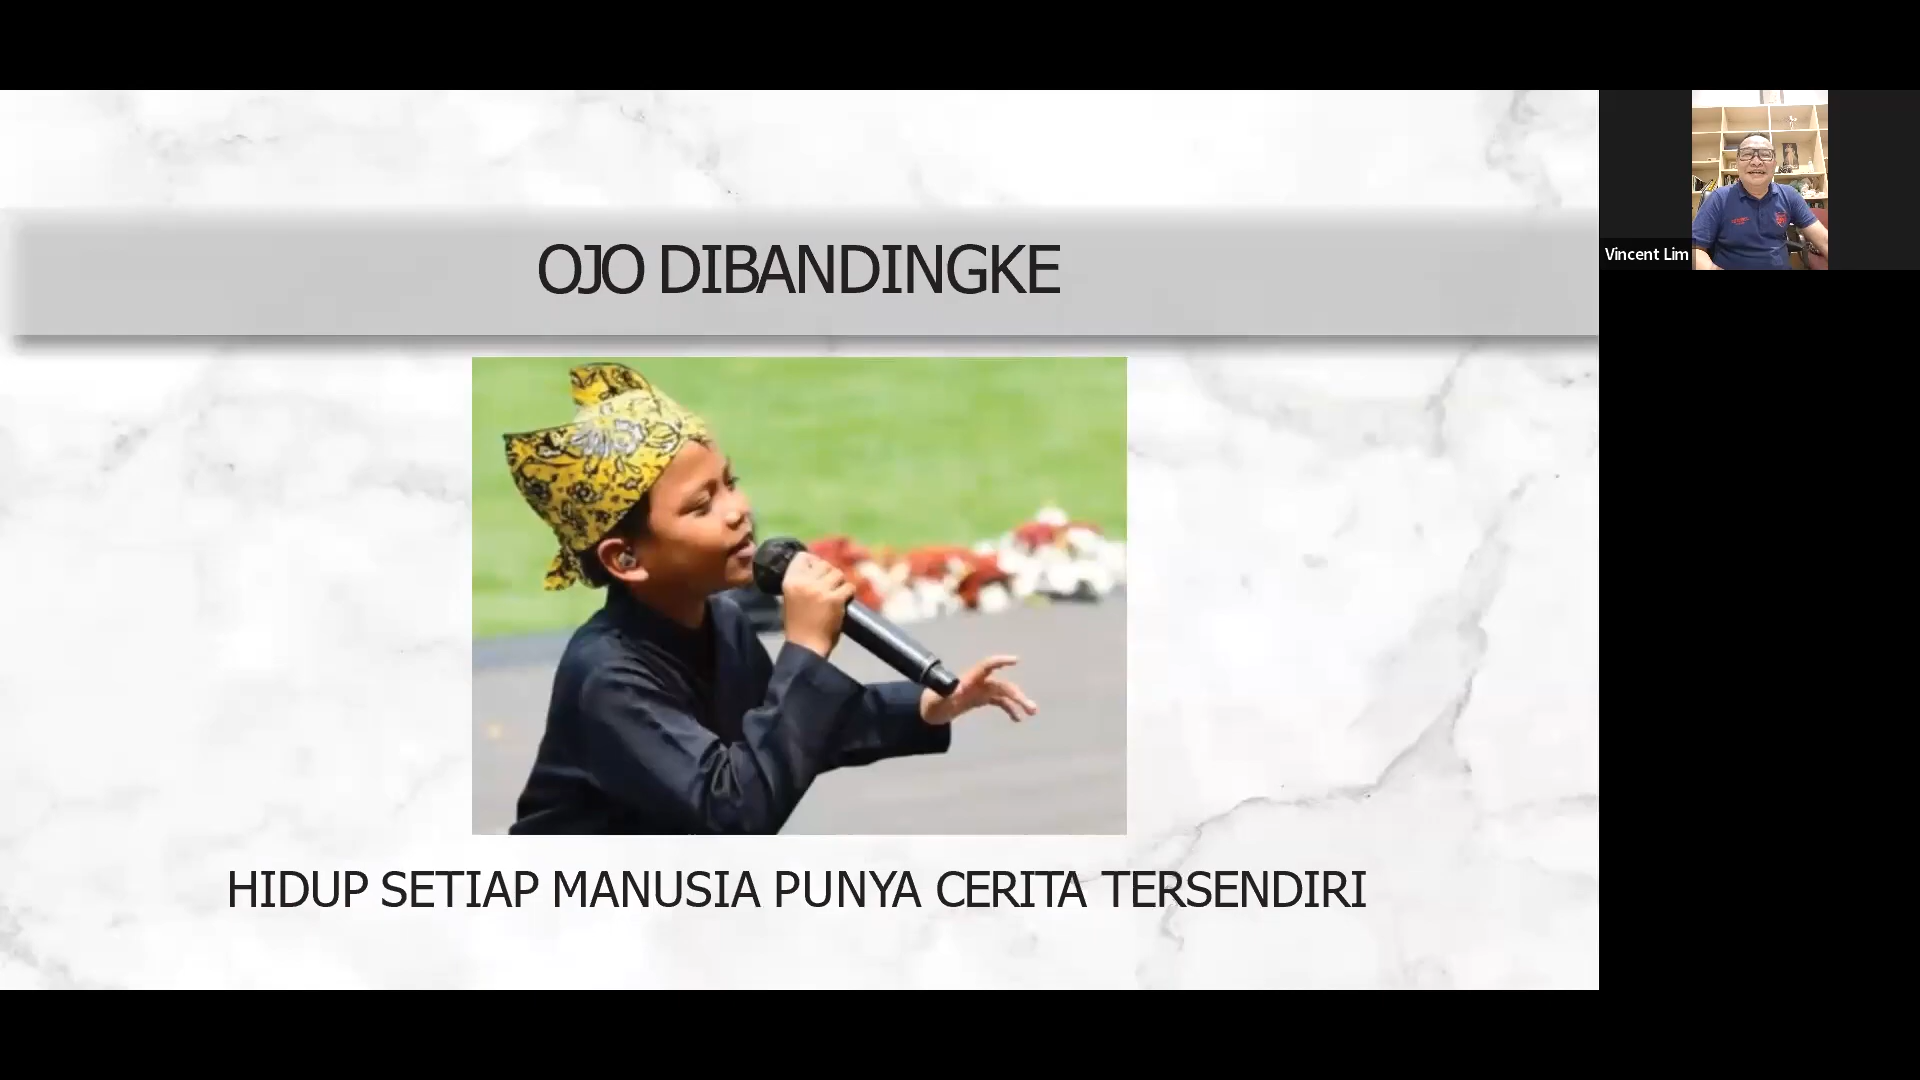 OJO DIBANDINGKE
Vincent Lim
HIDUP SETIAP MANUSIA PUNYA CERITA TERSENDIRI